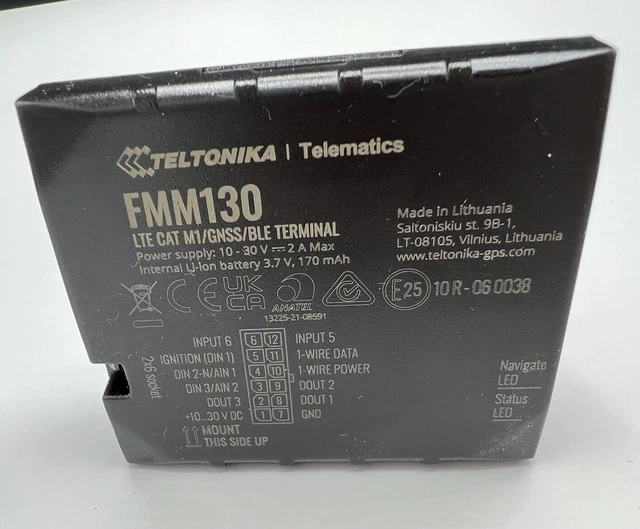 TELTONIKA | Telematics
FMM130
LTE CAT M1/GNSS/BLE TERMINAL
Power supply: 10 - 30 V ⎓ 2 A Max
Internal Li-Ion battery 3.7 V, 170 mAh
Made in Lithuania
Saltoniskiu st. 9B-1,
LT-08105, Vilnius, Lithuania
www.teltonika-gps.com
CE UK CA ANATEL E25 10 R - 06 0038
13225-21-08591
INPUT 6 6 12 INPUT 5
IGNITION (DIN 1) 5 11 1-WIRE DATA
DIN 2-N/AIN 1 4 10 1-WIRE POWER
DIN 3/AIN 2 3 9 DOUT 2
DOUT 3 2 8 DOUT 1
+10...30 V DC 1 7 GND
2x6 socket
MOUNT
THIS SIDE UP
Navigate
LED
Status
LED